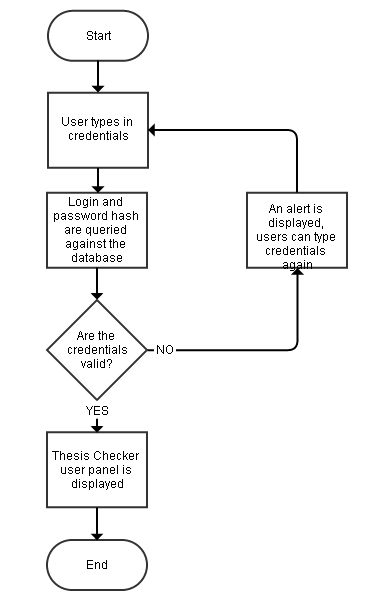 Start
User types in
credentials
Login and
password hash
are queried
against the
database
An alert is
displayed,
users can type
credentials
again
Are the
credentials
valid?
NO
YES
Thesis Checker
user panel is
displayed
End